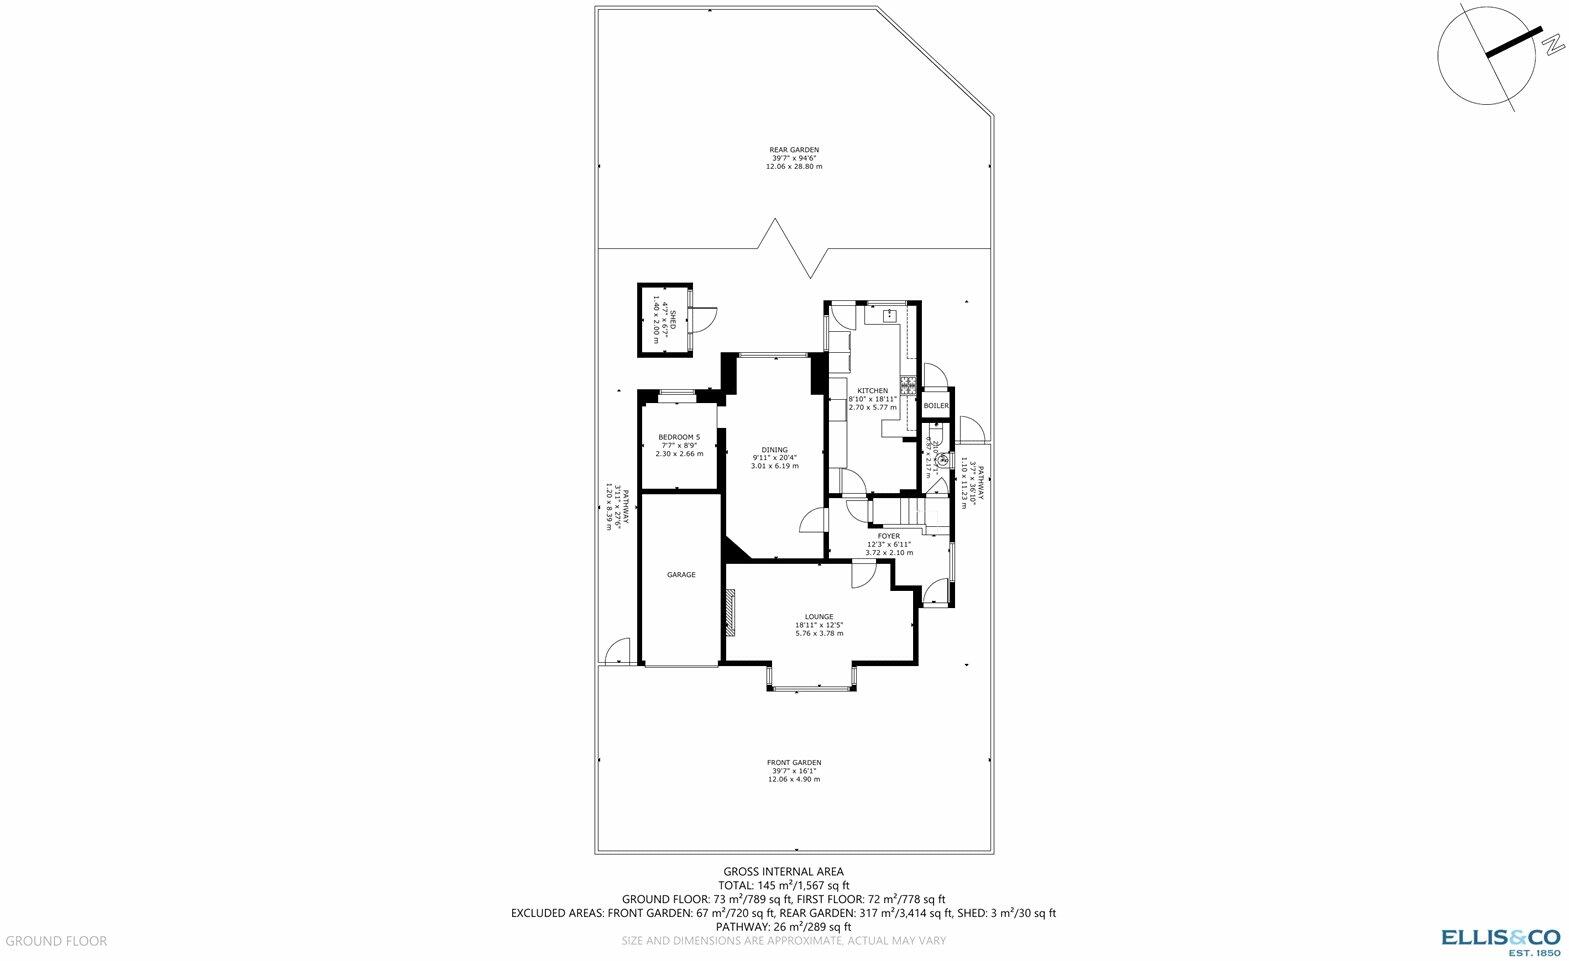 N
REAR GARDEN
39'7" x 94'6"
12.06 x 28.80 m
SHED
4'7" x 6'7"
1.40 x 2.00 m
KITCHEN
8'10" x 18'11"
2.70 x 5.77 m
BOILER
BEDROOM 5
7'7" x 8'9"
2.30 x 2.66 m
DINING
9'11" x 20'4"
3.01 x 6.19 m
0.87 x 2.17 m
PATHWAY
3'7" x 36'10"
1.10 x 11.23 m
PATHWAY
3'11" x 27'6"
1.20 x 8.39 m
FOYER
12'3" x 6'11"
3.72 x 2.10 m
GARAGE
LOUNGE
18'11" x 12'5"
5.76 x 3.78 m
FRONT GARDEN
39'7" x 16'1"
12.06 x 4.90 m
GROSS INTERNAL AREA
TOTAL: 145 m²/1,567 sq ft
GROUND FLOOR: 73 m²/789 sq ft, FIRST FLOOR: 72 m²/778 sq ft
EXCLUDED AREAS: FRONT GARDEN: 67 m²/720 sq ft, REAR GARDEN: 317 m²/3,414 sq ft, SHED: 3 m²/30 sq ft
PATHWAY: 26 m²/289 sq ft
SIZE AND DIMENSIONS ARE APPROXIMATE, ACTUAL MAY VARY
GROUND FLOOR
ELLIS&CO
EST. 1850